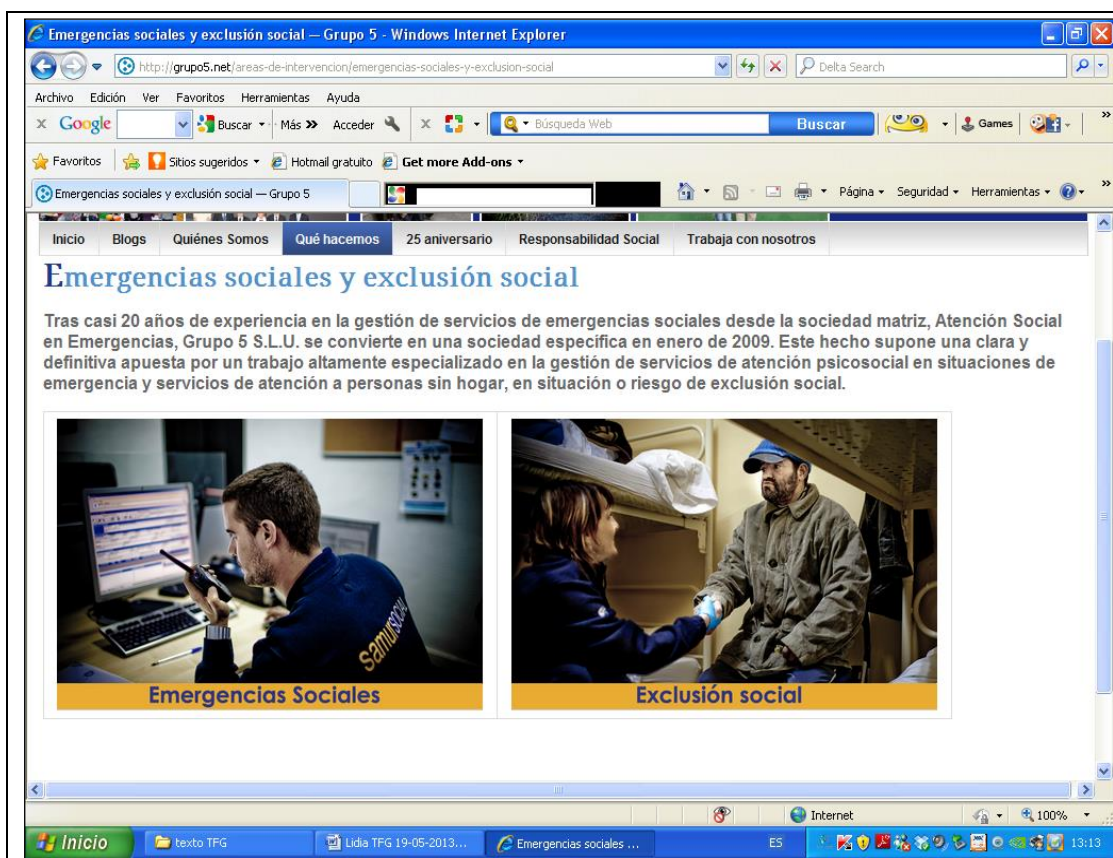 Emergencias sociales y exclusión social — Grupo 5 - Windows Internet Explorer
http://grupo5.net/areas-de-intervencion/emergencias-sociales-y-exclusion-social
Delta Search
Archivo Edición Ver Favoritos Herramientas Ayuda
x Google Buscar Más >> Acceder x Búsqueda Web Buscar Games >>
Favoritos Sitios sugeridos Hotmail gratuito Get more Add-ons
Emergencias sociales y exclusión social — Grupo 5 Página Seguridad Herramientas >>
Inicio Blogs Quiénes Somos Qué hacemos 25 aniversario Responsabilidad Social Trabaja con nosotros
Emergencias sociales y exclusión social
Tras casi 20 años de experiencia en la gestión de servicios de emergencias sociales desde la sociedad matriz, Atención Social
en Emergencias, Grupo 5 S.L.U. se convierte en una sociedad específica en enero de 2009. Este hecho supone una clara y
definitiva apuesta por un trabajo altamente especializado en la gestión de servicios de atención psicosocial en situaciones de
emergencia y servicios de atención a personas sin hogar, en situación o riesgo de exclusión social.
samursocial
Emergencias Sociales
Exclusión social
Internet 100%
Inicio texto TFG Lidia TFG 19-05-2013... Emergencias sociales ... ES 13:13